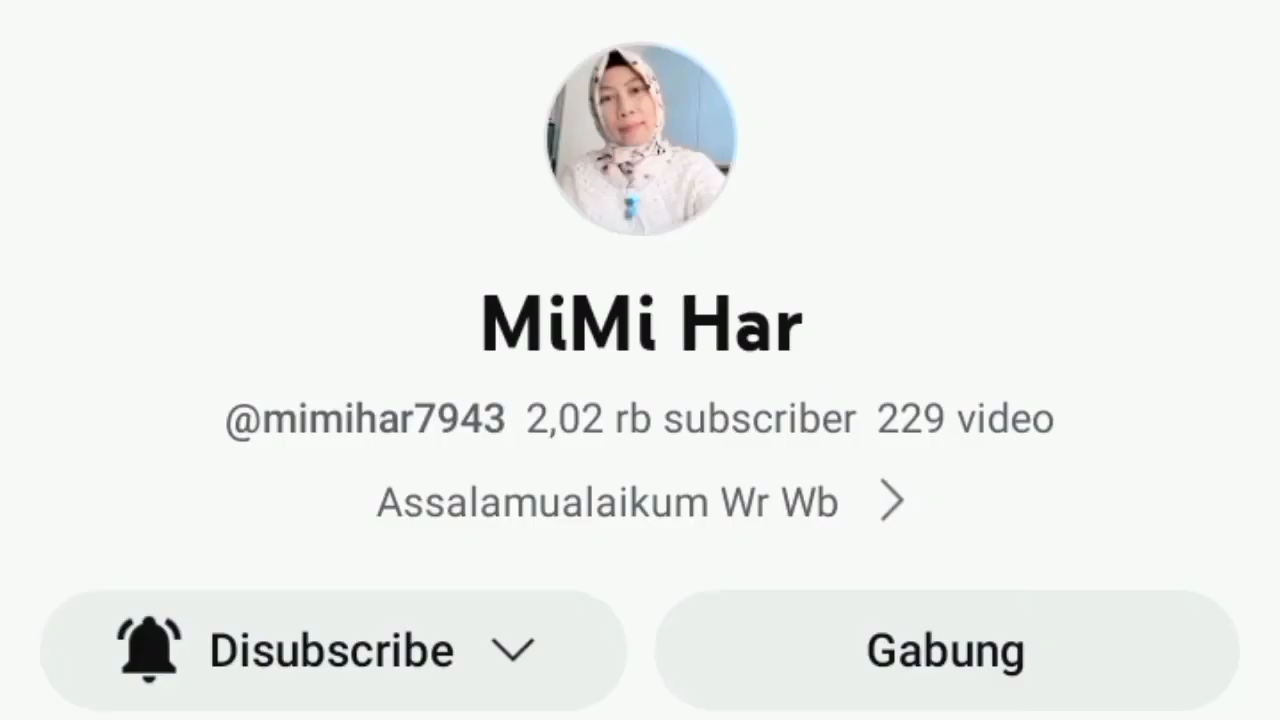 MiMi Har
@mimihar7943 2,02 rb subscriber 229 video
Assalamualaikum Wr Wb
Disubscribe
Gabung